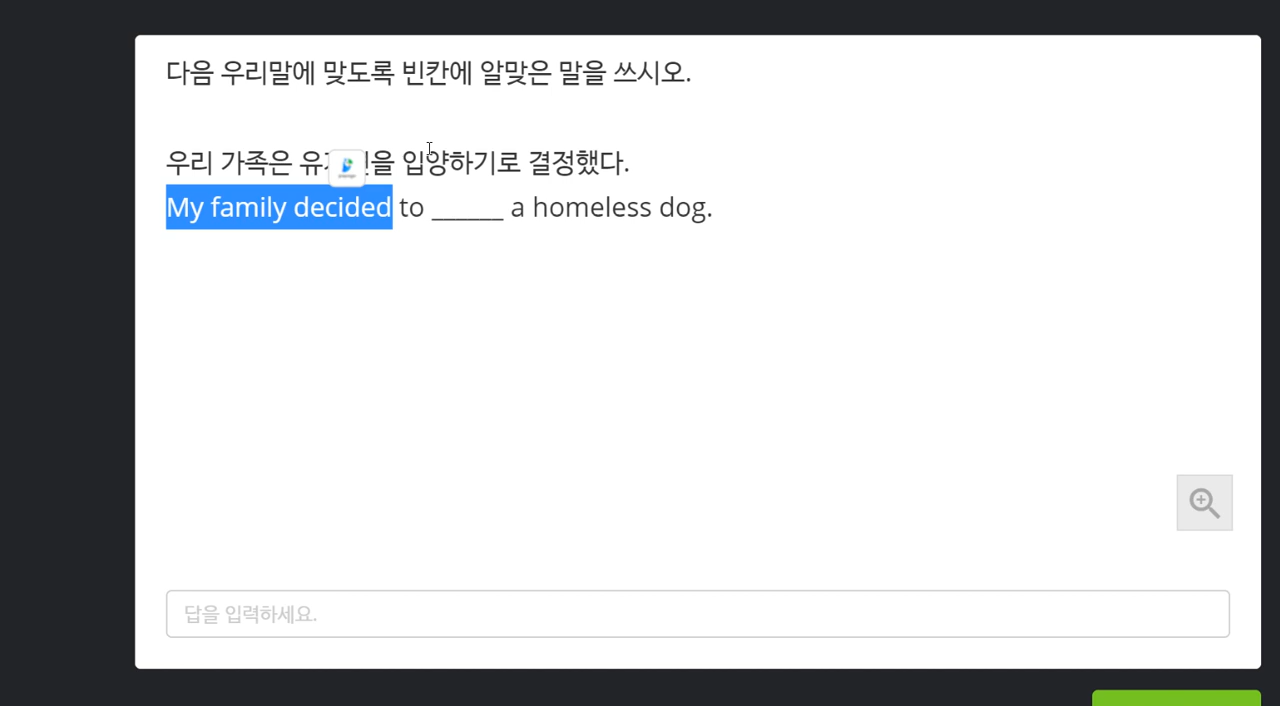 다음 우리말에 맞도록 빈칸에 알맞은 말을 쓰시오.
우리 가족은 입양하기로 결정했다.
My family decided to ______ a homeless dog.
답을 입력하세요.